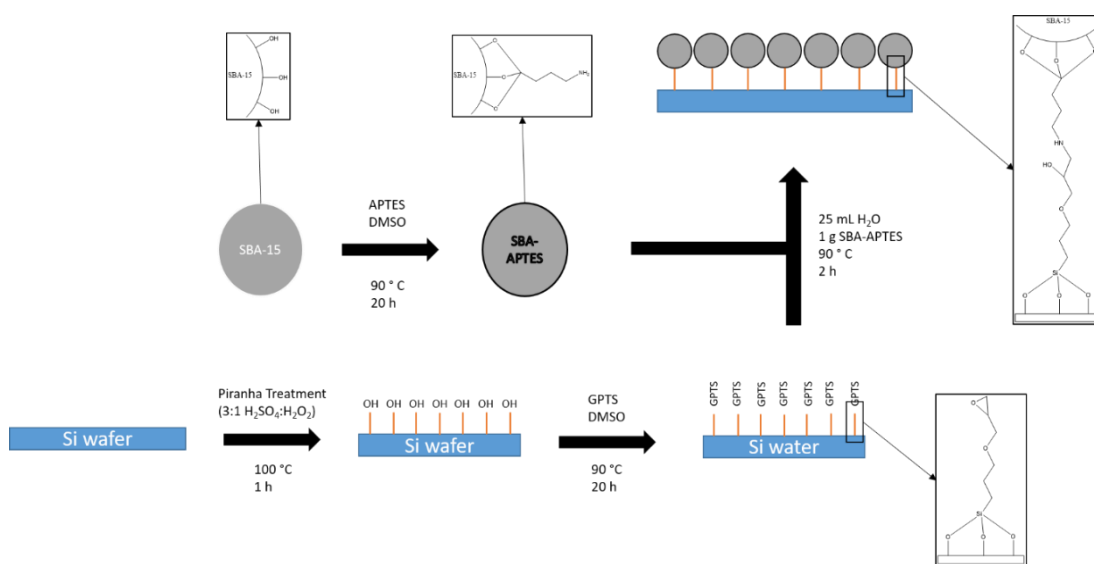 OH
SBA-15
OH
OH
O
SBA-15
O
O
NH₂
SBA-15
O
O
O
HN
HO
O
Si
O
O
O
SBA-15
APTES
DMSO
90 ° C
20 h
SBA-
APTES
25 mL H₂O
1 g SBA-APTES
90 ° C
2 h
Si wafer
Piranha Treatment
(3:1 H₂SO₄:H₂O₂)
100 °C
1 h
OH OH OH OH OH OH OH
Si wafer
GPTS
DMSO
90 °C
20 h
GPTS GPTS GPTS GPTS GPTS GPTS GPTS
Si water
O
O
Si
O
O
O